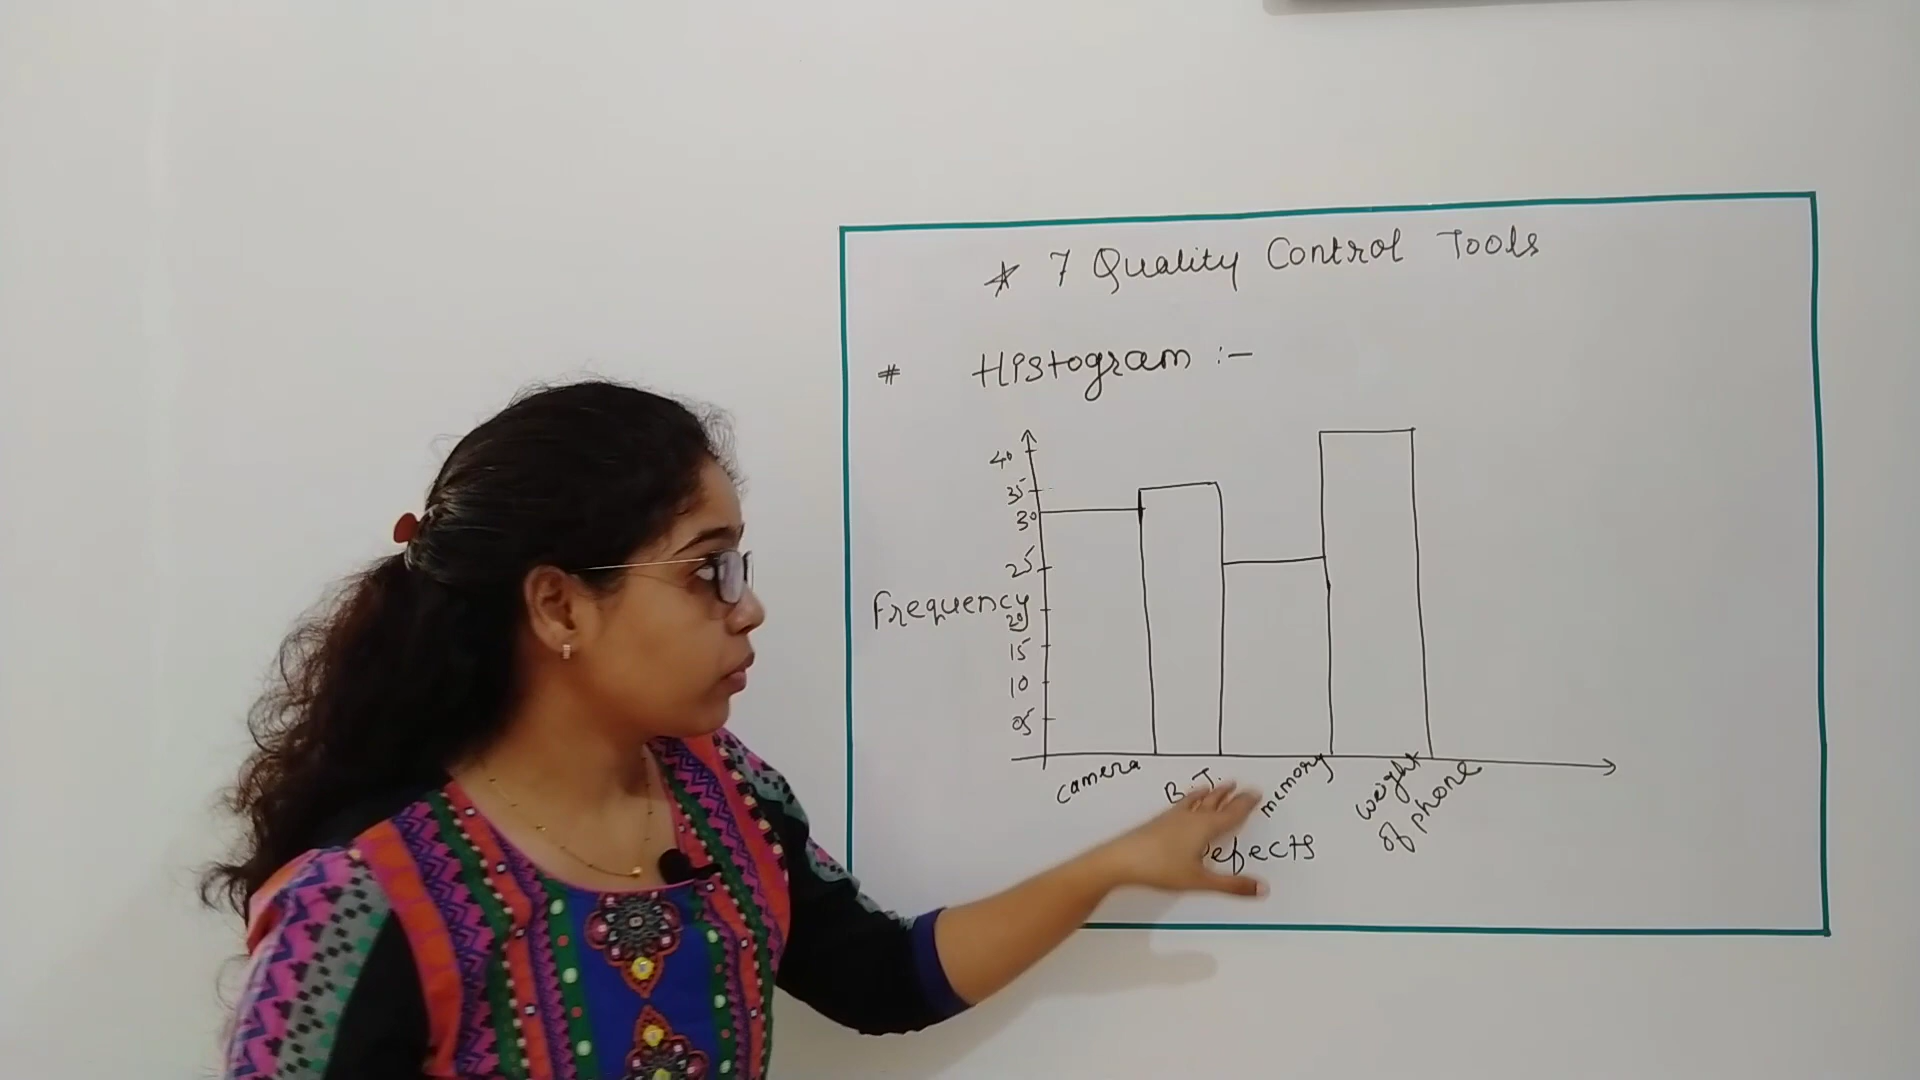 * 7 Quality Control Tools
# Histogram :-
40
35
30
25
Frequency
20
15
10
05
camera
B.T.
memory
weight
of phone
efects